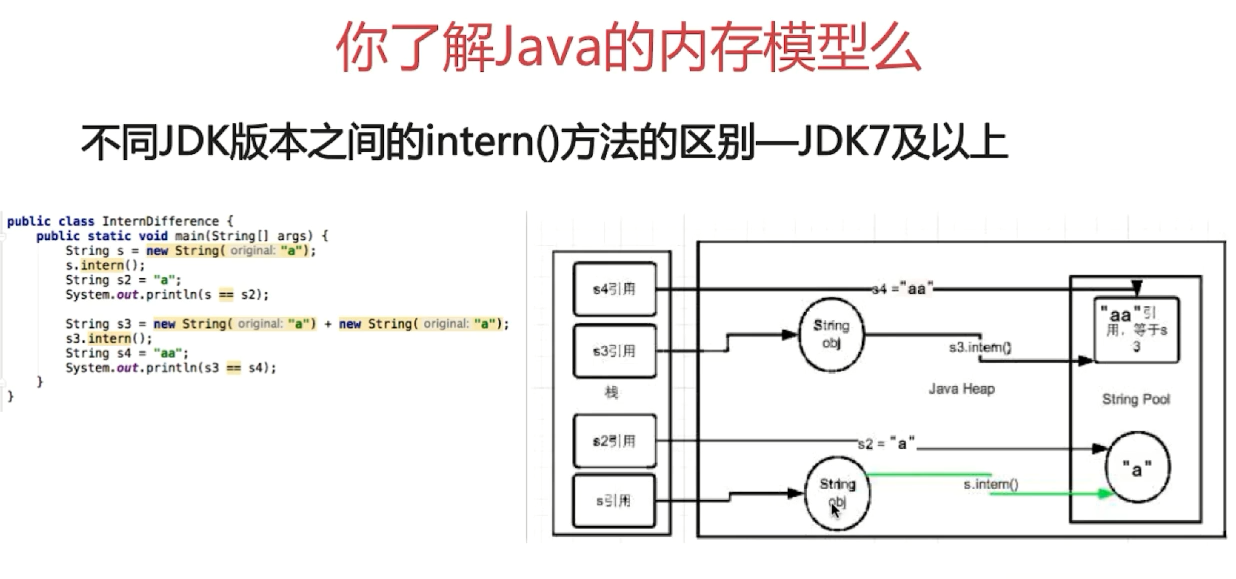 你了解Java的内存模型么
不同JDK版本之间的intern()方法的区别—JDK7及以上
public class InternDifference {
public static void main(String[] args) {
String s = new String( original: "a");
s.intern();
String s2 = "a";
System.out.println(s == s2);
String s3 = new String( original: "a") + new String( original: "a");
s3.intern();
String s4 = "aa";
System.out.println(s3 == s4);
}
}
s4引用
s3引用
栈
s2引用
s引用
s4 ="aa"
String
obj
s3.intern()
Java Heap
s2 = "a"
String
obj
s.intern()
"aa"引
用，等于s
3
String Pool
"a"